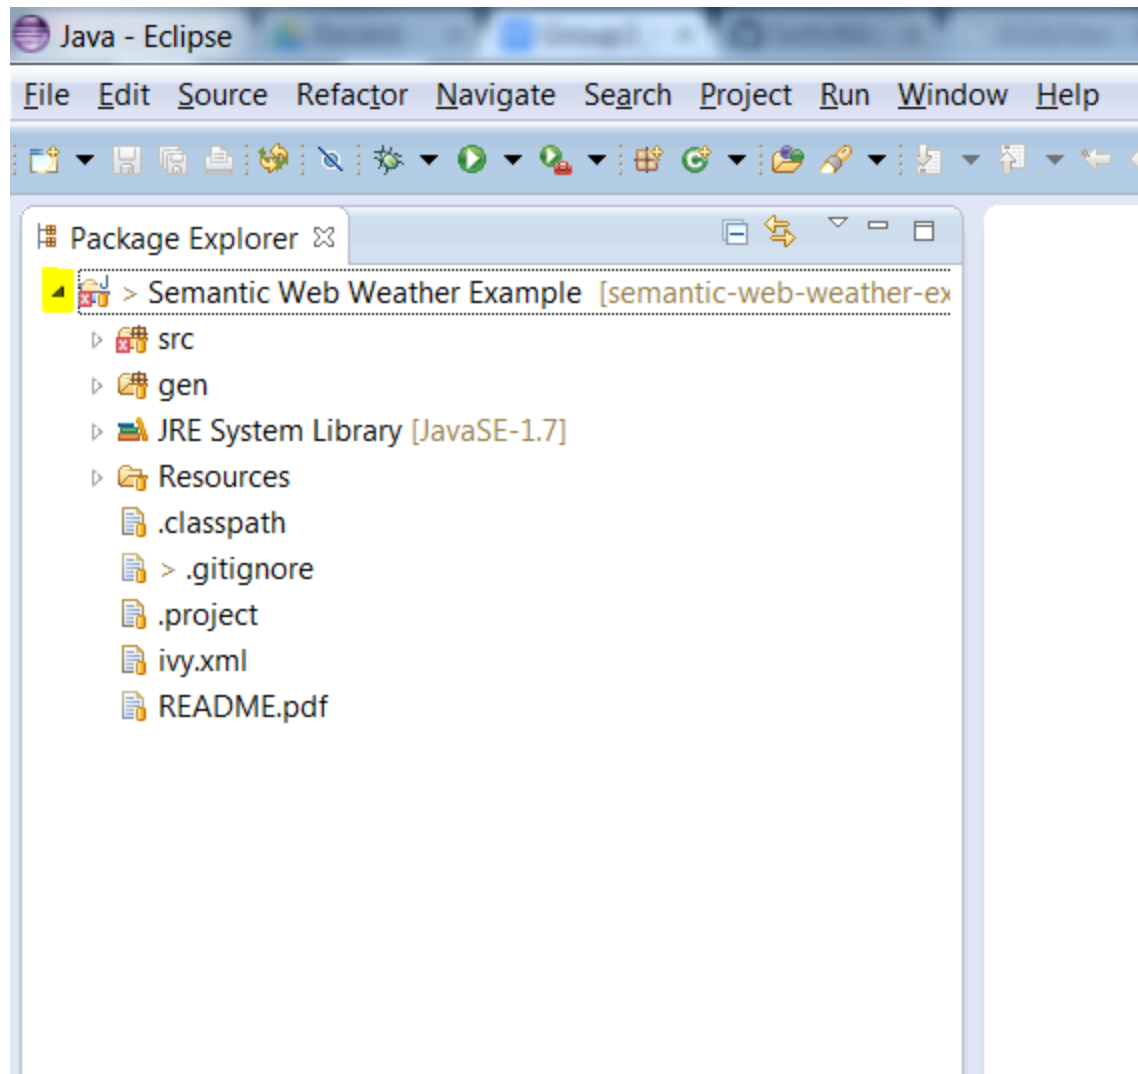 Java - Eclipse
File Edit Source Refactor Navigate Search Project Run Window Help
Package Explorer
> Semantic Web Weather Example [semantic-web-weather-ex
src
gen
JRE System Library [JavaSE-1.7]
Resources
.classpath
> .gitignore
.project
ivy.xml
README.pdf